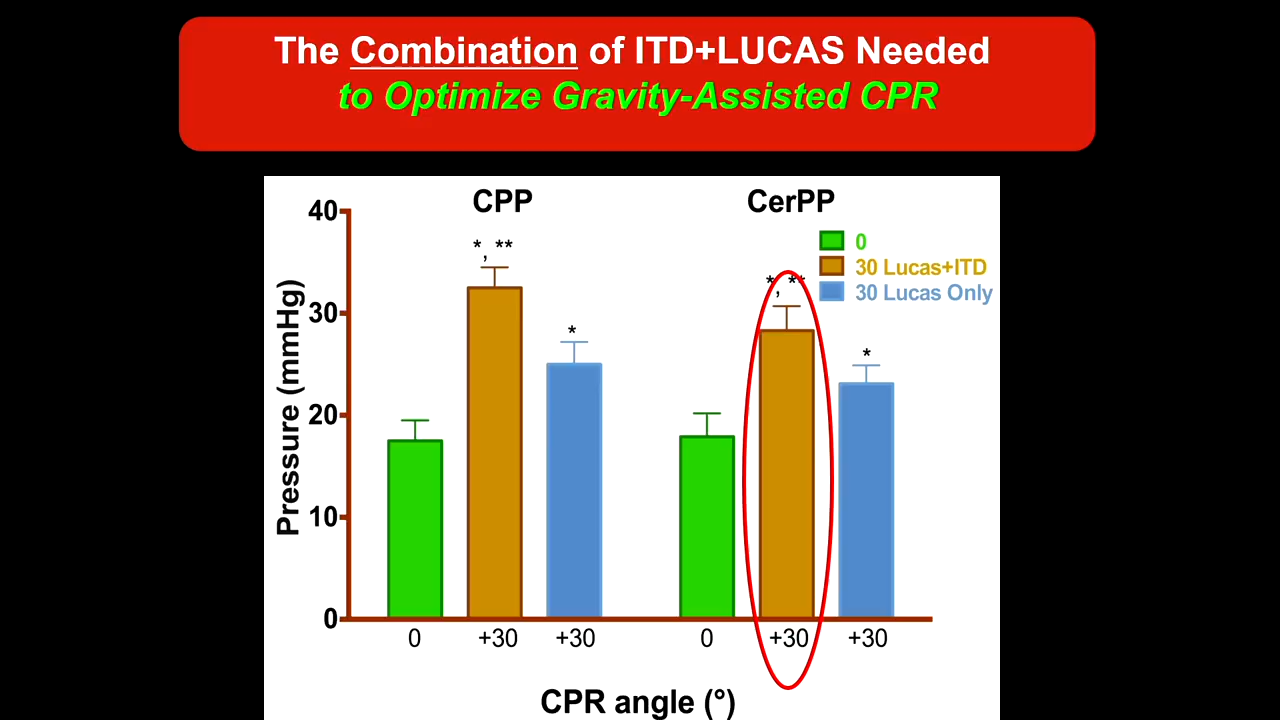 The Combination of ITD+LUCAS Needed
to Optimize Gravity-Assisted CPR
CPP
CerPP
0
30 Lucas+ITD
30 Lucas Only
*, **
*
*, **
*
Pressure (mmHg)
40
30
20
10
0
0 +30 +30 0 +30 +30
CPR angle (°)